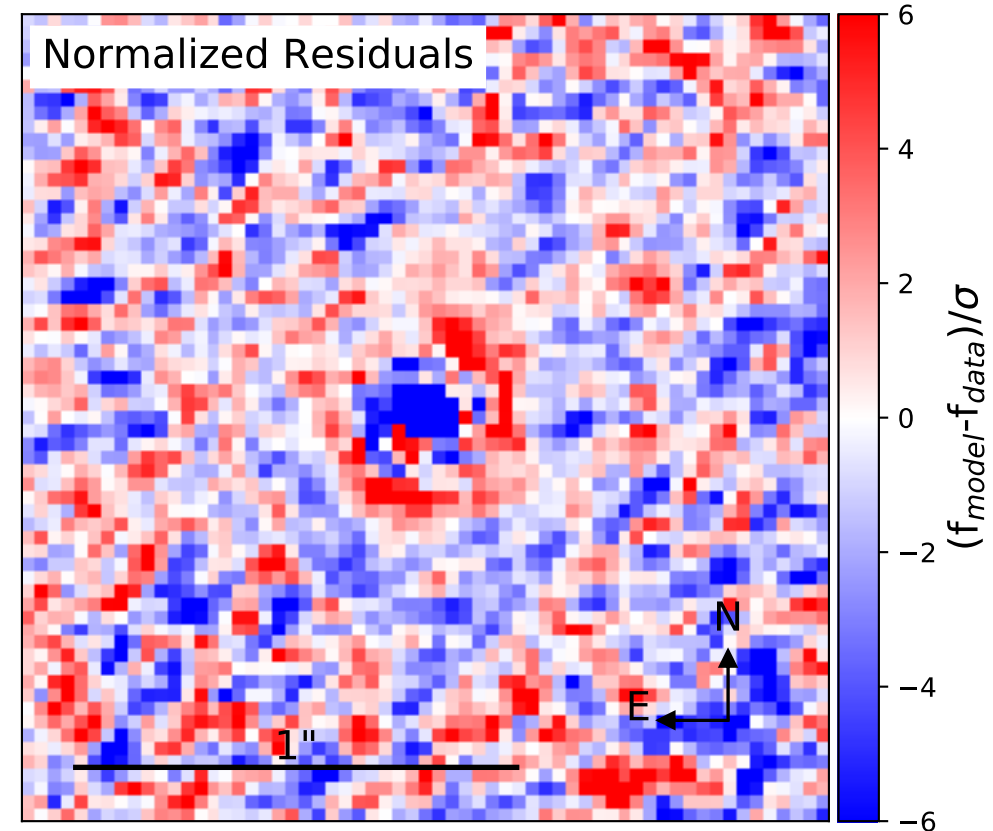 Normalized Residuals
6
4
2
0
−2
−4
−6
(f_model-f_data)/σ
N
E
1"